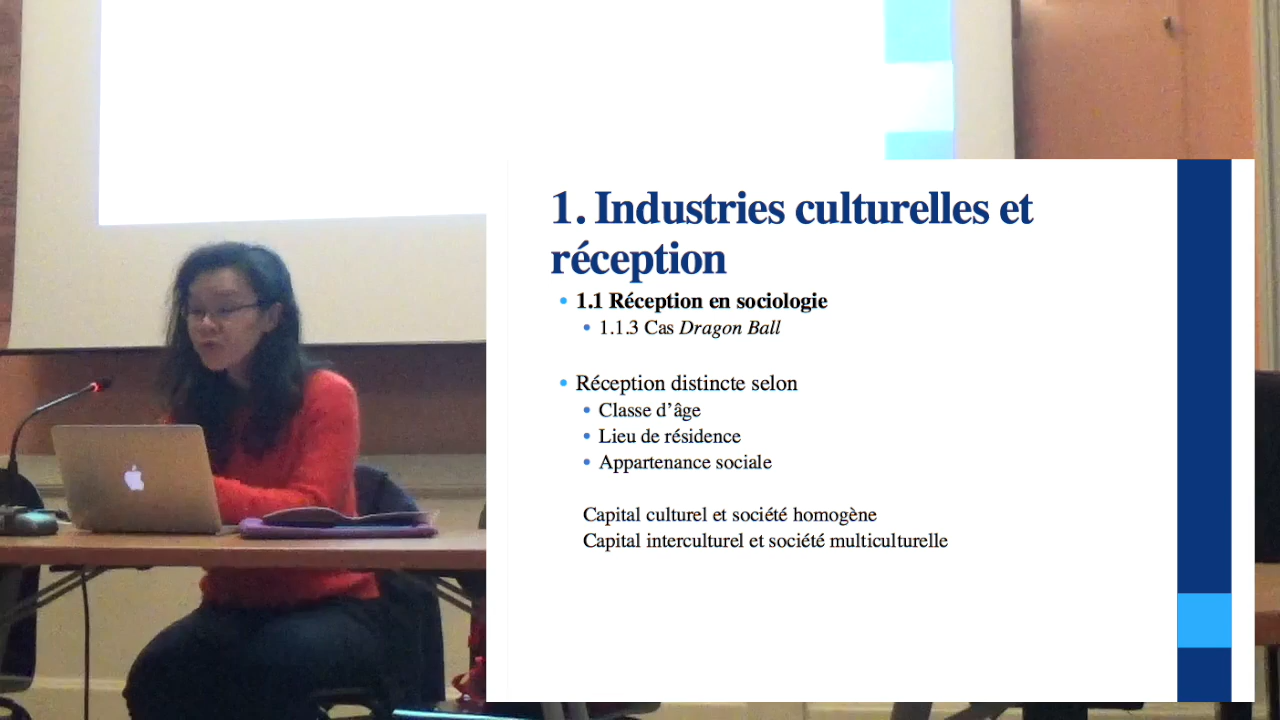 1. Industries culturelles et
réception
• 1.1 Réception en sociologie
• 1.1.3 Cas Dragon Ball
• Réception distincte selon
• Classe d’âge
• Lieu de résidence
• Appartenance sociale
Capital culturel et société homogène
Capital interculturel et société multiculturelle